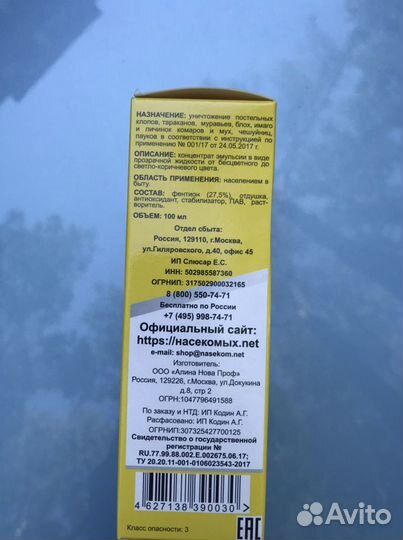 НАЗНАЧЕНИЕ: уничтожение постельных
клопов, тараканов, муравьев, блох, имаго
и личинок комаров и мух, чешуйниц,
пауков в соответствии с инструкцией по
применению № 001/17 от 24.05.2017 г.
ОПИСАНИЕ: концентрат эмульсии в виде
прозрачной жидкости от бесцветного до
светло-коричневого цвета.
ОБЛАСТЬ ПРИМЕНЕНИЯ: населением в
быту.
СОСТАВ: фентион (27,5%), отдушка,
антиоксидант, стабилизатор, ПАВ, раст-
воритель.
ОБЪЕМ: 100 мл
Отдел сбыта:
Россия, 129110, г.Москва,
ул.Гиляровского, д.40, офис 45
ИП Слюсар Е.С.
ИНН: 502985587360
ОГРНИП: 317502900032165
8 (800) 550-74-71
Бесплатно по России
+7 (495) 998-74-71
Официальный сайт:
https://насекомых.net
e-mail: shop@nasekom.net
Изготовитель:
ООО «Алина Нова Проф»
Россия, 129226, г.Москва, ул.Докукина
д.8, стр 2
ОГРН:1047796491588
По заказу и НТД: ИП Кодин А.Г.
Расфасовано: ИП Кодин А.Г.
ОГРНИП: 307325427700125
Свидетельство о государственной
регистрации №
RU.77.99.88.002.Е.002675.06.17;
ТУ 20.20.11-001-0106023543-2017
4 627138 390030 >
Класс опасности: 3
EAC
Avito